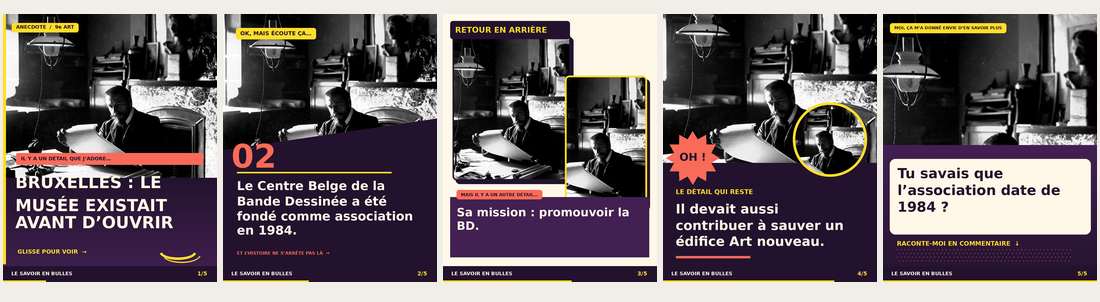 ANECDOTE / 9e ART
IL Y A UN DÉTAIL QUE J'ADORE...
BRUXELLES : LE
MUSÉE EXISTAIT
AVANT D'OUVRIR
GLISSE POUR VOIR →
LE SAVOIR EN BULLES
1/5
OK, MAIS ÉCOUTE ÇA...
02
Le Centre Belge de la
Bande Dessinée a été
fondé comme association
en 1984.
ET L'HISTOIRE NE S'ARRÊTE PAS LÀ →
LE SAVOIR EN BULLES
2/5
RETOUR EN ARRIÈRE
MAIS IL Y A UN AUTRE DÉTAIL...
Sa mission : promouvoir la
BD.
LE SAVOIR EN BULLES
3/5
OH !
LE DÉTAIL QUI RESTE
Il devait aussi
contribuer à sauver un
édifice Art nouveau.
LE SAVOIR EN BULLES
4/5
MOI, ÇA M'A DONNÉ ENVIE D'EN SAVOIR PLUS
Tu savais que
l'association date de
1984 ?
RACONTE-MOI EN COMMENTAIRE ↓
LE SAVOIR EN BULLES
5/5